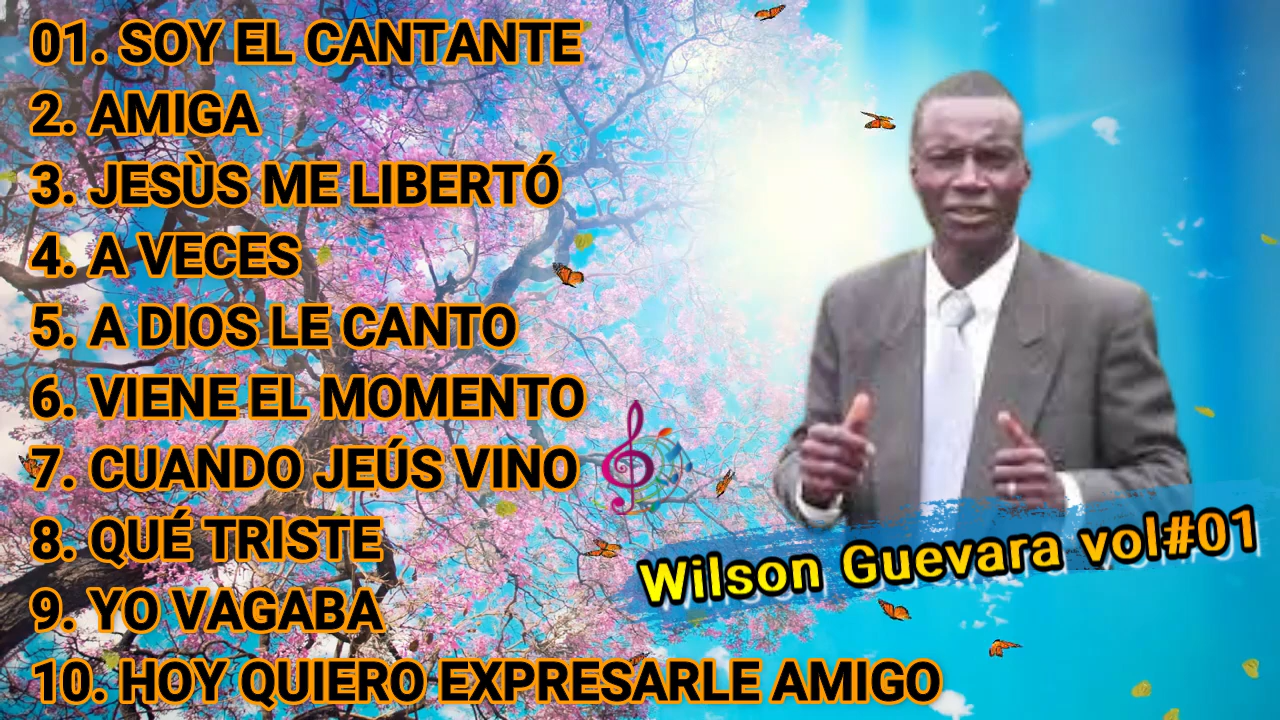 01. SOY EL CANTANTE
2. AMIGA
3. JESÙS ME LIBERTÓ
4. A VECES
5. A DIOS LE CANTO
6. VIENE EL MOMENTO
7. CUANDO JEÚS VINO
8. QUÉ TRISTE
9. YO VAGABA
10. HOY QUIERO EXPRESARLE AMIGO
Wilson Guevara vol#01